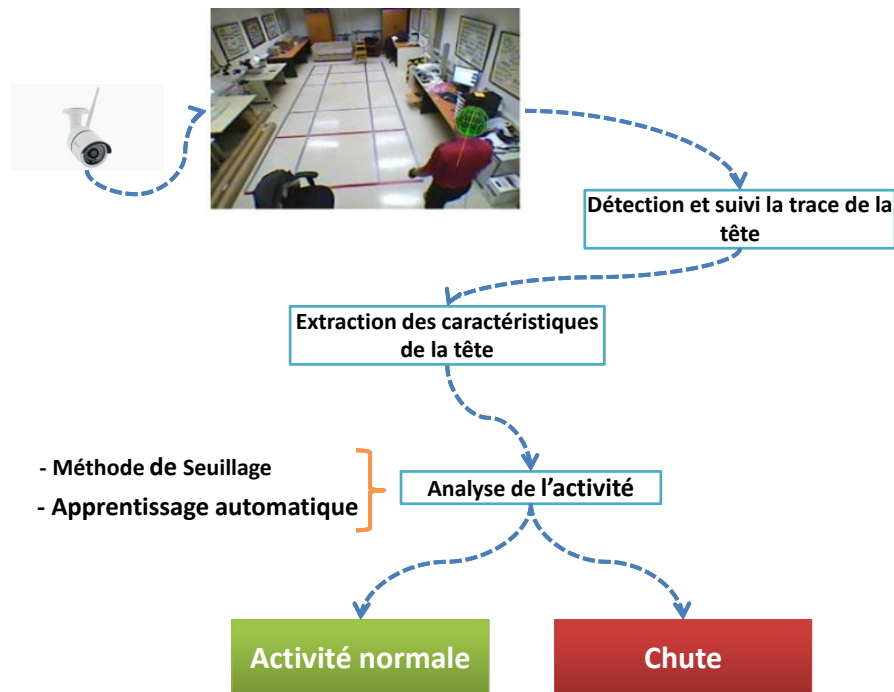 Détection et suivi la trace de la
tête
Extraction des caractéristiques
de la tête
- Méthode de Seuillage
- Apprentissage automatique
Analyse de l'activité
Activité normale
Chute